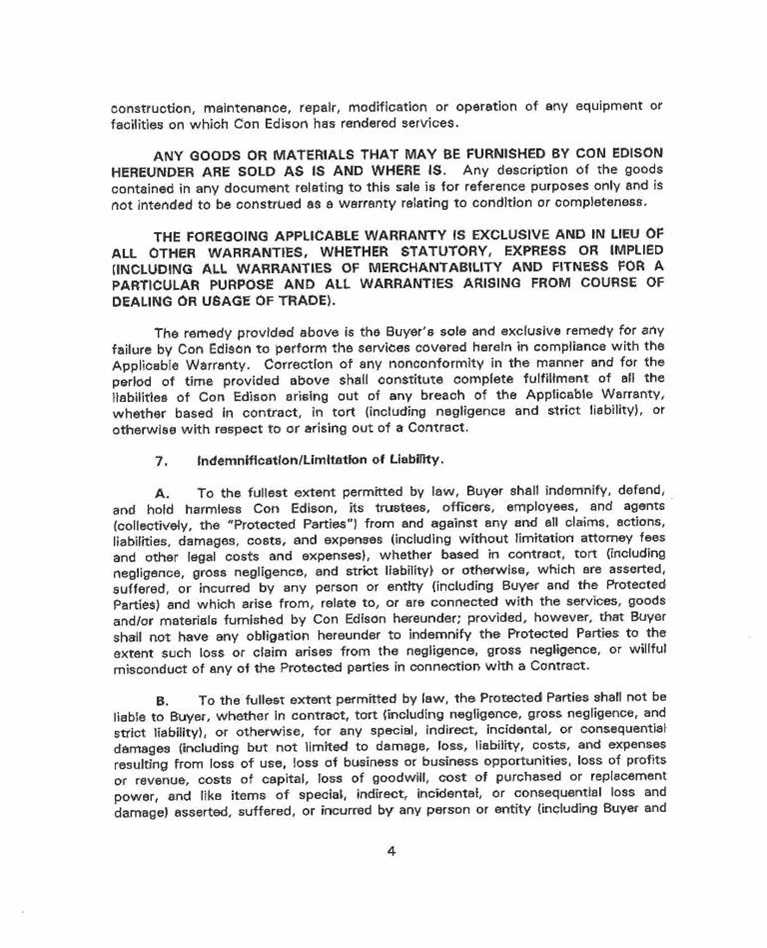 construction, maintenance, repair, modification or operation of any equipment or
facilities on which Con Edison has rendered services.
ANY GOODS OR MATERIALS THAT MAY BE FURNISHED BY CON EDISON
HEREUNDER ARE SOLD AS IS AND WHERE IS. Any description of the goods
contained in any document relating to this sale is for reference purposes only and is
not intended to be construed as a warranty relating to condition or completeness.
THE FOREGOING APPLICABLE WARRANTY IS EXCLUSIVE AND IN LIEU OF
ALL OTHER WARRANTIES, WHETHER STATUTORY, EXPRESS OR IMPLIED
(INCLUDING ALL WARRANTIES OF MERCHANTABILITY AND FITNESS FOR A
PARTICULAR PURPOSE AND ALL WARRANTIES ARISING FROM COURSE OF
DEALING OR USAGE OF TRADE).
The remedy provided above is the Buyer's sole and exclusive remedy for any
failure by Con Edison to perform the services covered herein in compliance with the
Applicable Warranty. Correction of any nonconformity in the manner and for the
period of time provided above shall constitute complete fulfillment of all the
liabilities of Con Edison arising out of any breach of the Applicable Warranty,
whether based in contract, in tort (including negligence and strict liability), or
otherwise with respect to or arising out of a Contract.
7. Indemnification/Limitation of Liability.
A. To the fullest extent permitted by law, Buyer shall indemnify, defend,
and hold harmless Con Edison, its trustees, officers, employees, and agents
(collectively, the "Protected Parties") from and against any and all claims, actions,
liabilities, damages, costs, and expenses (including without limitation attorney fees
and other legal costs and expenses), whether based in contract, tort (including
negligence, gross negligence, and strict liability) or otherwise, which are asserted,
suffered, or incurred by any person or entity (including Buyer and the Protected
Parties) and which arise from, relate to, or are connected with the services, goods
and/or materials furnished by Con Edison hereunder; provided, however, that Buyer
shall not have any obligation hereunder to indemnify the Protected Parties to the
extent such loss or claim arises from the negligence, gross negligence, or willful
misconduct of any of the Protected parties in connection with a Contract.
B. To the fullest extent permitted by law, the Protected Parties shall not be
liable to Buyer, whether in contract, tort (including negligence, gross negligence, and
strict liability), or otherwise, for any special, indirect, incidental, or consequential
damages (including but not limited to damage, loss, liability, costs, and expenses
resulting from loss of use, loss of business or business opportunities, loss of profits
or revenue, costs of capital, loss of goodwill, cost of purchased or replacement
power, and like items of special, indirect, incidental, or consequential loss and
damage) asserted, suffered, or incurred by any person or entity (including Buyer and
4